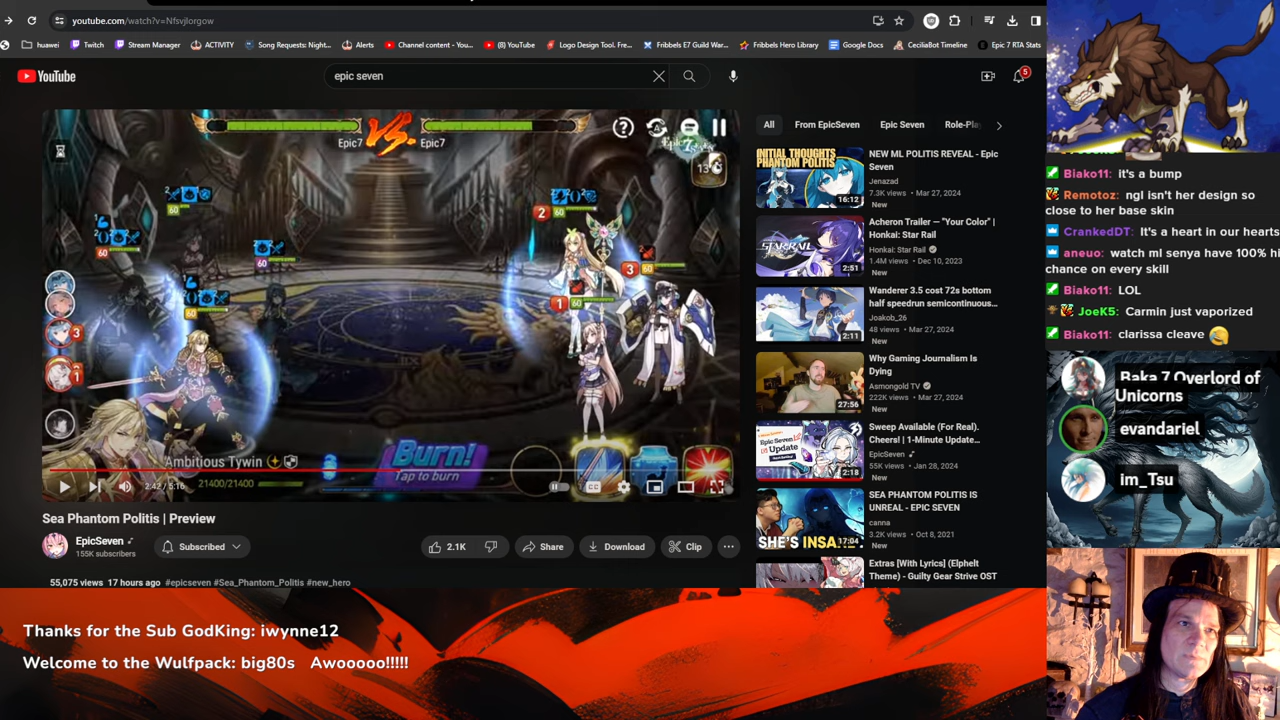 youtube.com/watch?v=Nfsvjlorgow
huawei
Twitch
Stream Manager
ACTIVITY
Song Requests: Night...
Alerts
Channel content - You...
(8) YouTube
Logo Design Tool. Fre...
Fribbels E7 Guild War...
Fribbels Hero Library
Google Docs
CeciliaBot Timeline
Epic 7 RTA Stats
YouTube
epic seven
5
VS.
Epic7
Epic7
Burn!
Tap to burn
Ambitious Tywin
21400/21400
2:42 / 5:16
CC
Sea Phantom Politis | Preview
EpicSeven
155K subscribers
Subscribed
2.1K
Share
Download
Clip
55,075 views 17 hours ago #epicseven #Sea_Phantom_Politis #new_hero
All
From EpicSeven
Epic Seven
Role-Pla
INITIAL THOUGHTS
PHANTOM POLITIS
16:12
NEW ML POLITIS REVEAL - Epic
Seven
Jenazad
7.3K views • Mar 27, 2024
New
2:51
Acheron Trailer — "Your Color" |
Honkai: Star Rail
Honkai: Star Rail
1.4M views • Dec 10, 2023
New
2:11
Wanderer 3.5 cost 72s bottom
half speedrun semicontinuous...
Joakob_26
48 views • Mar 27, 2024
New
27:56
Why Gaming Journalism Is
Dying
Asmongold TV
222K views • Mar 27, 2024
New
2:18
Sweep Available (For Real).
Cheers! | 1-Minute Update...
EpicSeven
55K views • Jan 28, 2024
New
SHE'S INSANE
17:04
SEA PHANTOM POLITIS IS
UNREAL - EPIC SEVEN
canna
3.2K views • Oct 8, 2021
New
Extras [With Lyrics] (Elphelt
Theme) - Guilty Gear Strive OST
Biako11: it's a bump
Remotoz: ngl isn't her design so
close to her base skin
CrankedDT: It's a heart in our hearts
aneuo: watch ml senya have 100% hi
chance on every skill
Biako11: LOL
JoeK5: Carmin just vaporized
Biako11: clarissa cleave
Baka 7 Overlord of
Unicorns
evandariel
im_Tsu
Thanks for the Sub GodKing: iwynne12
Welcome to the Wulfpack: big80s Awooooo!!!!!